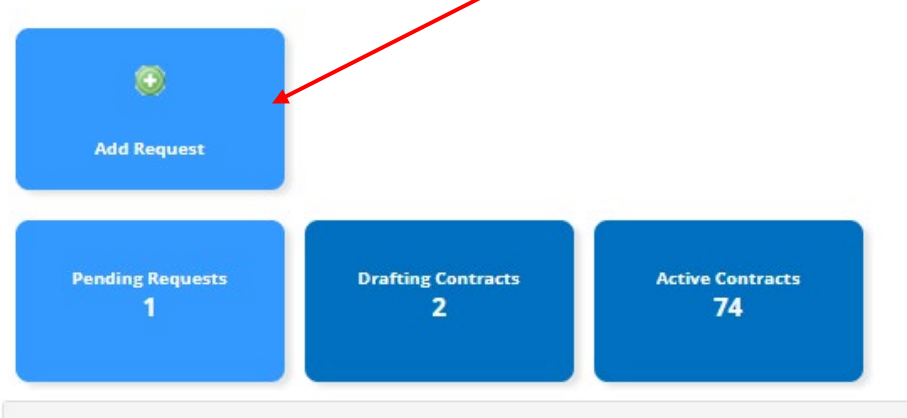 Add Request
Pending Requests
1
Drafting Contracts
2
Active Contracts
74